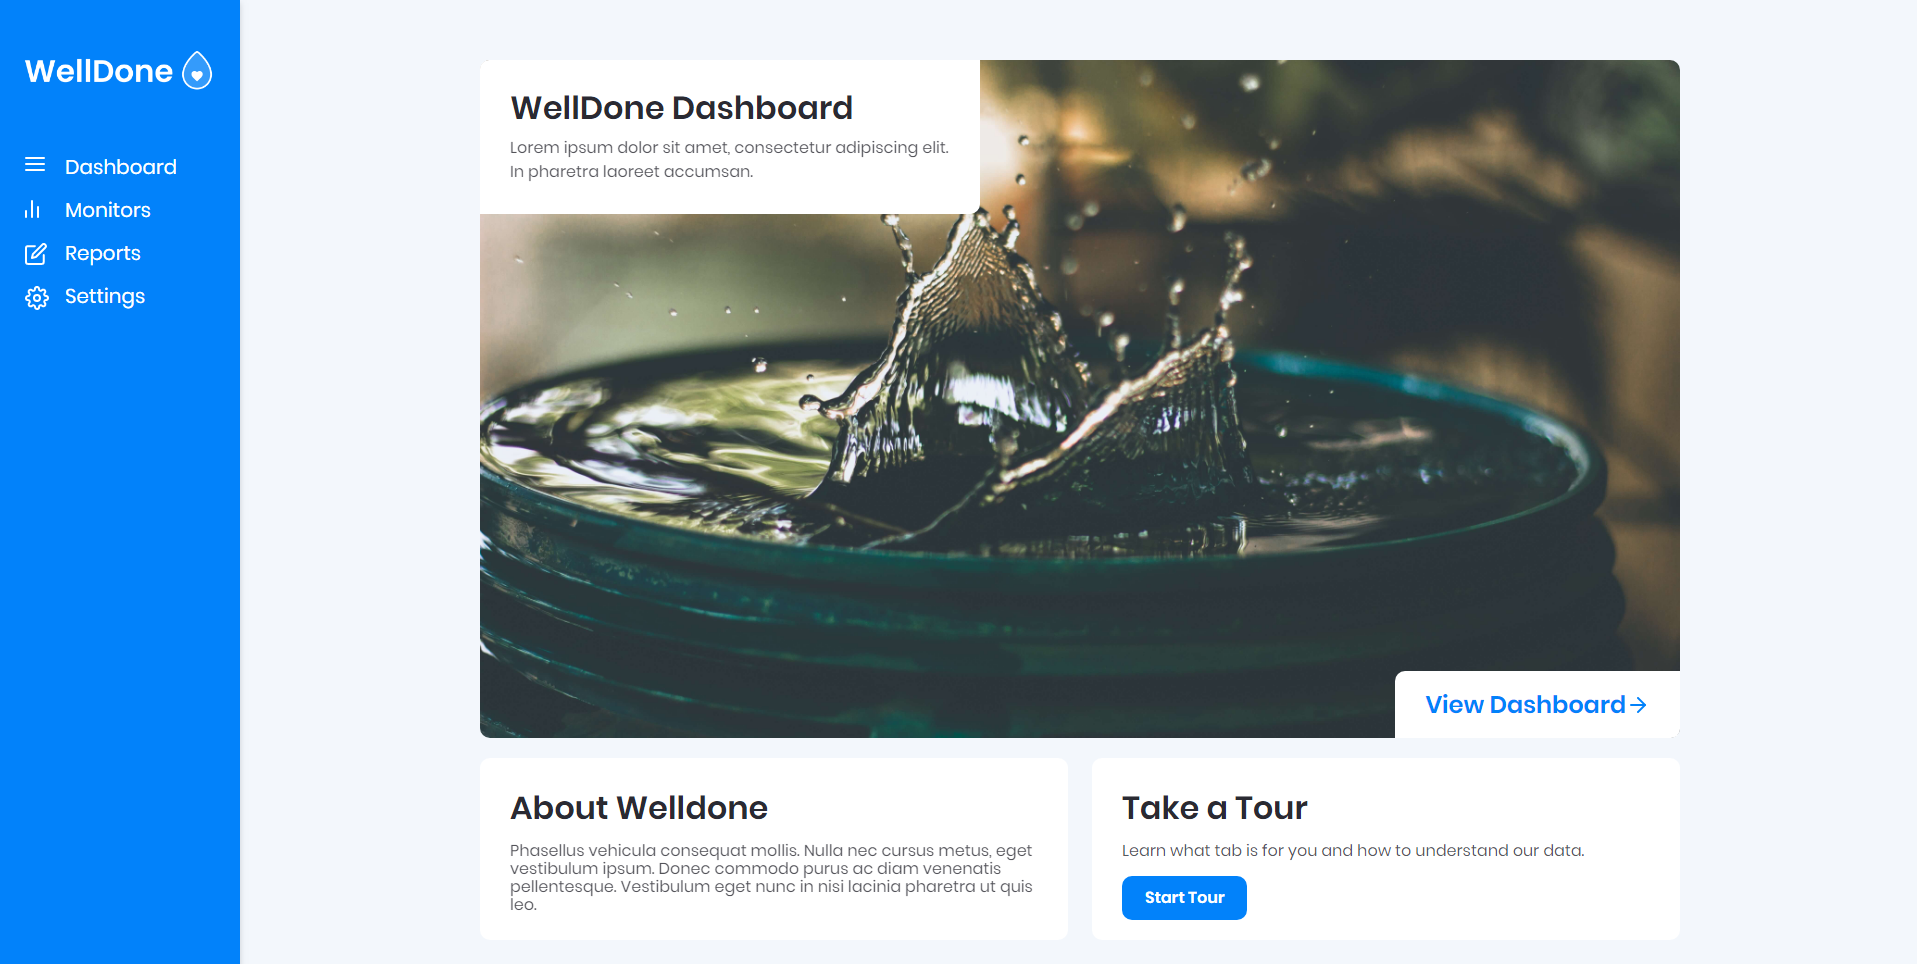 WellDone
Dashboard
Monitors
Reports
Settings
WellDone Dashboard
Lorem ipsum dolor sit amet, consectetur adipiscing elit.
In pharetra laoreet accumsan.
View Dashboard
About Welldone
Phasellus vehicula consequat mollis. Nulla nec cursus metus, eget
vestibulum ipsum. Donec commodo purus ac diam venenatis
pellentesque. Vestibulum eget nunc in nisi lacinia pharetra ut quis
leo.
Take a Tour
Learn what tab is for you and how to understand our data.
Start Tour